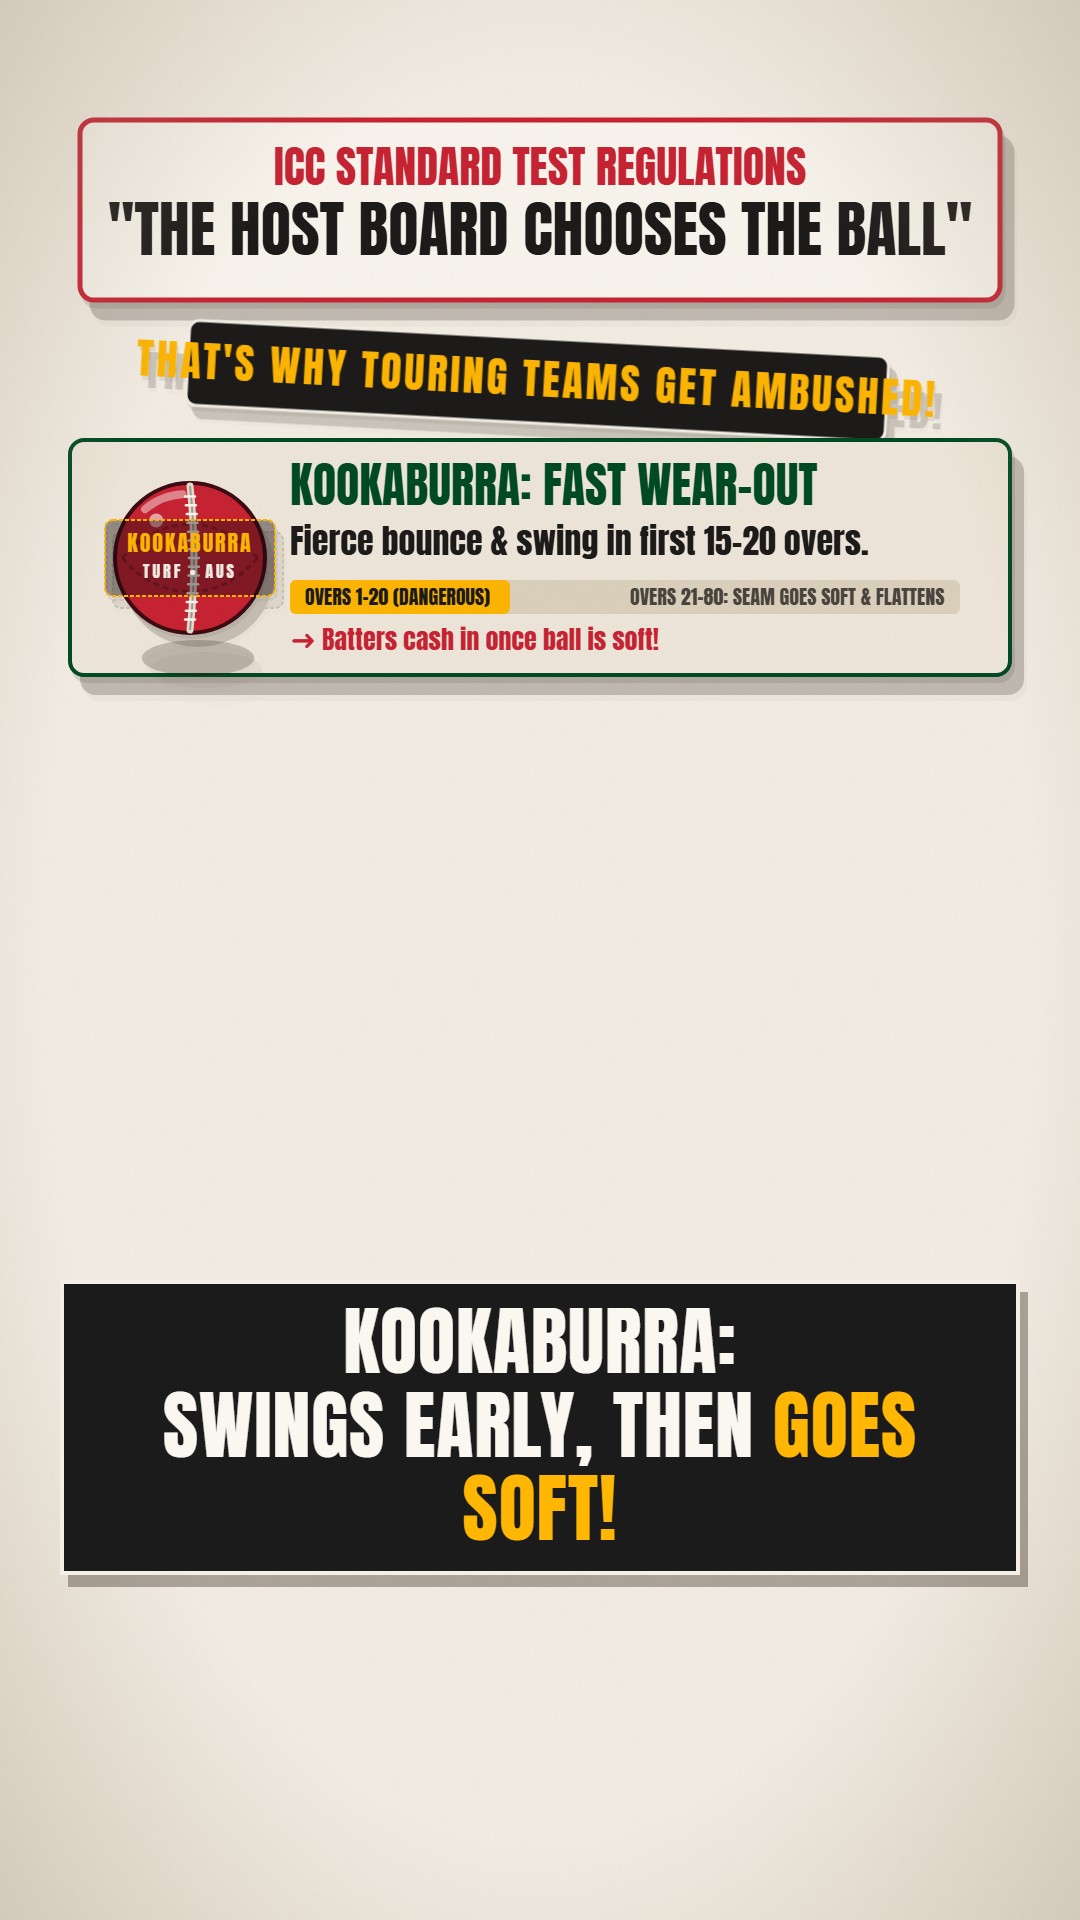 ICC STANDARD TEST REGULATIONS
"THE HOST BOARD CHOOSES THE BALL"
THAT'S WHY TOURING TEAMS GET AMBUSHED!
KOOKABURRA: FAST WEAR-OUT
Fierce bounce & swing in first 15-20 overs.
KOOKABURRA
TURF • AUS
OVERS 1-20 (DANGEROUS)
OVERS 21-80: SEAM GOES SOFT & FLATTENS
→ Batters cash in once ball is soft!
KOOKABURRA:
SWINGS EARLY, THEN GOES
SOFT!